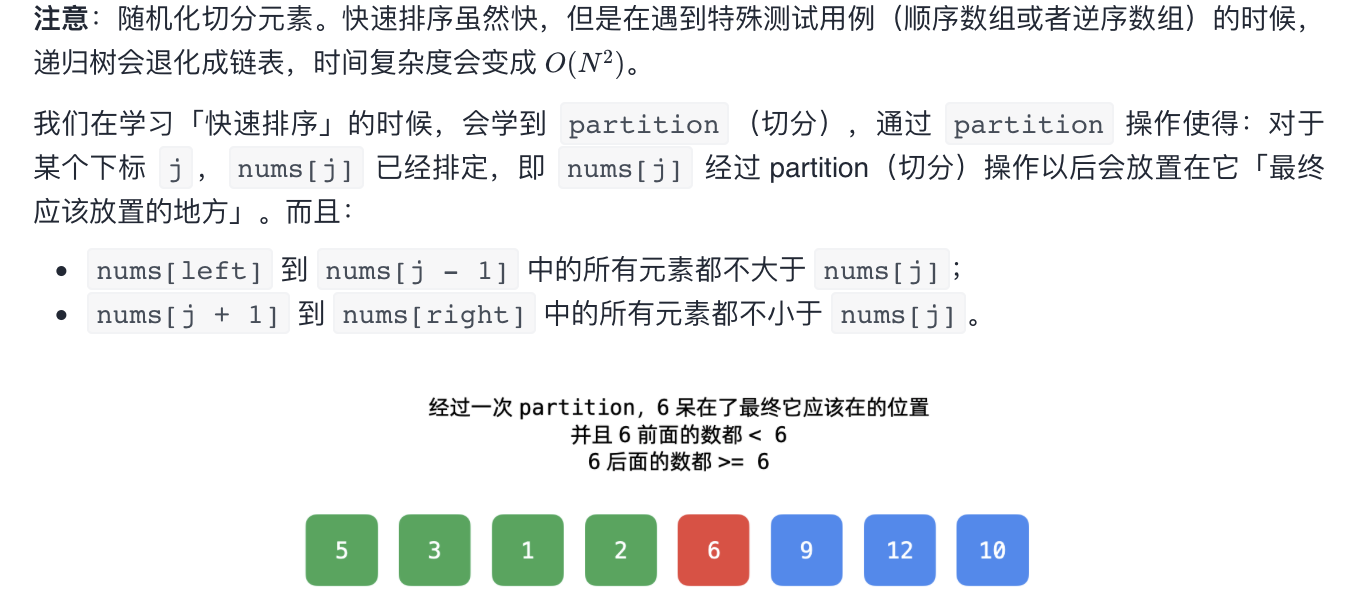 注意：随机化切分元素。快速排序虽然快，但是在遇到特殊测试用例（顺序数组或者逆序数组）的时候，
递归树会退化成链表，时间复杂度会变成 O(N²)。
我们在学习「快速排序」的时候，会学到 partition （切分），通过 partition 操作使得：对于
某个下标 j ， nums[j] 已经排定，即 nums[j] 经过 partition（切分）操作以后会放置在它「最终
应该放置的地方」。而且：
• nums[left] 到 nums[j - 1] 中的所有元素都不大于 nums[j]；
• nums[j + 1] 到 nums[right] 中的所有元素都不小于 nums[j]。
经过一次 partition，6 呆在了最终它应该在的位置
并且 6 前面的数都 < 6
6 后面的数都 >= 6
5 3 1 2 6 9 12 10